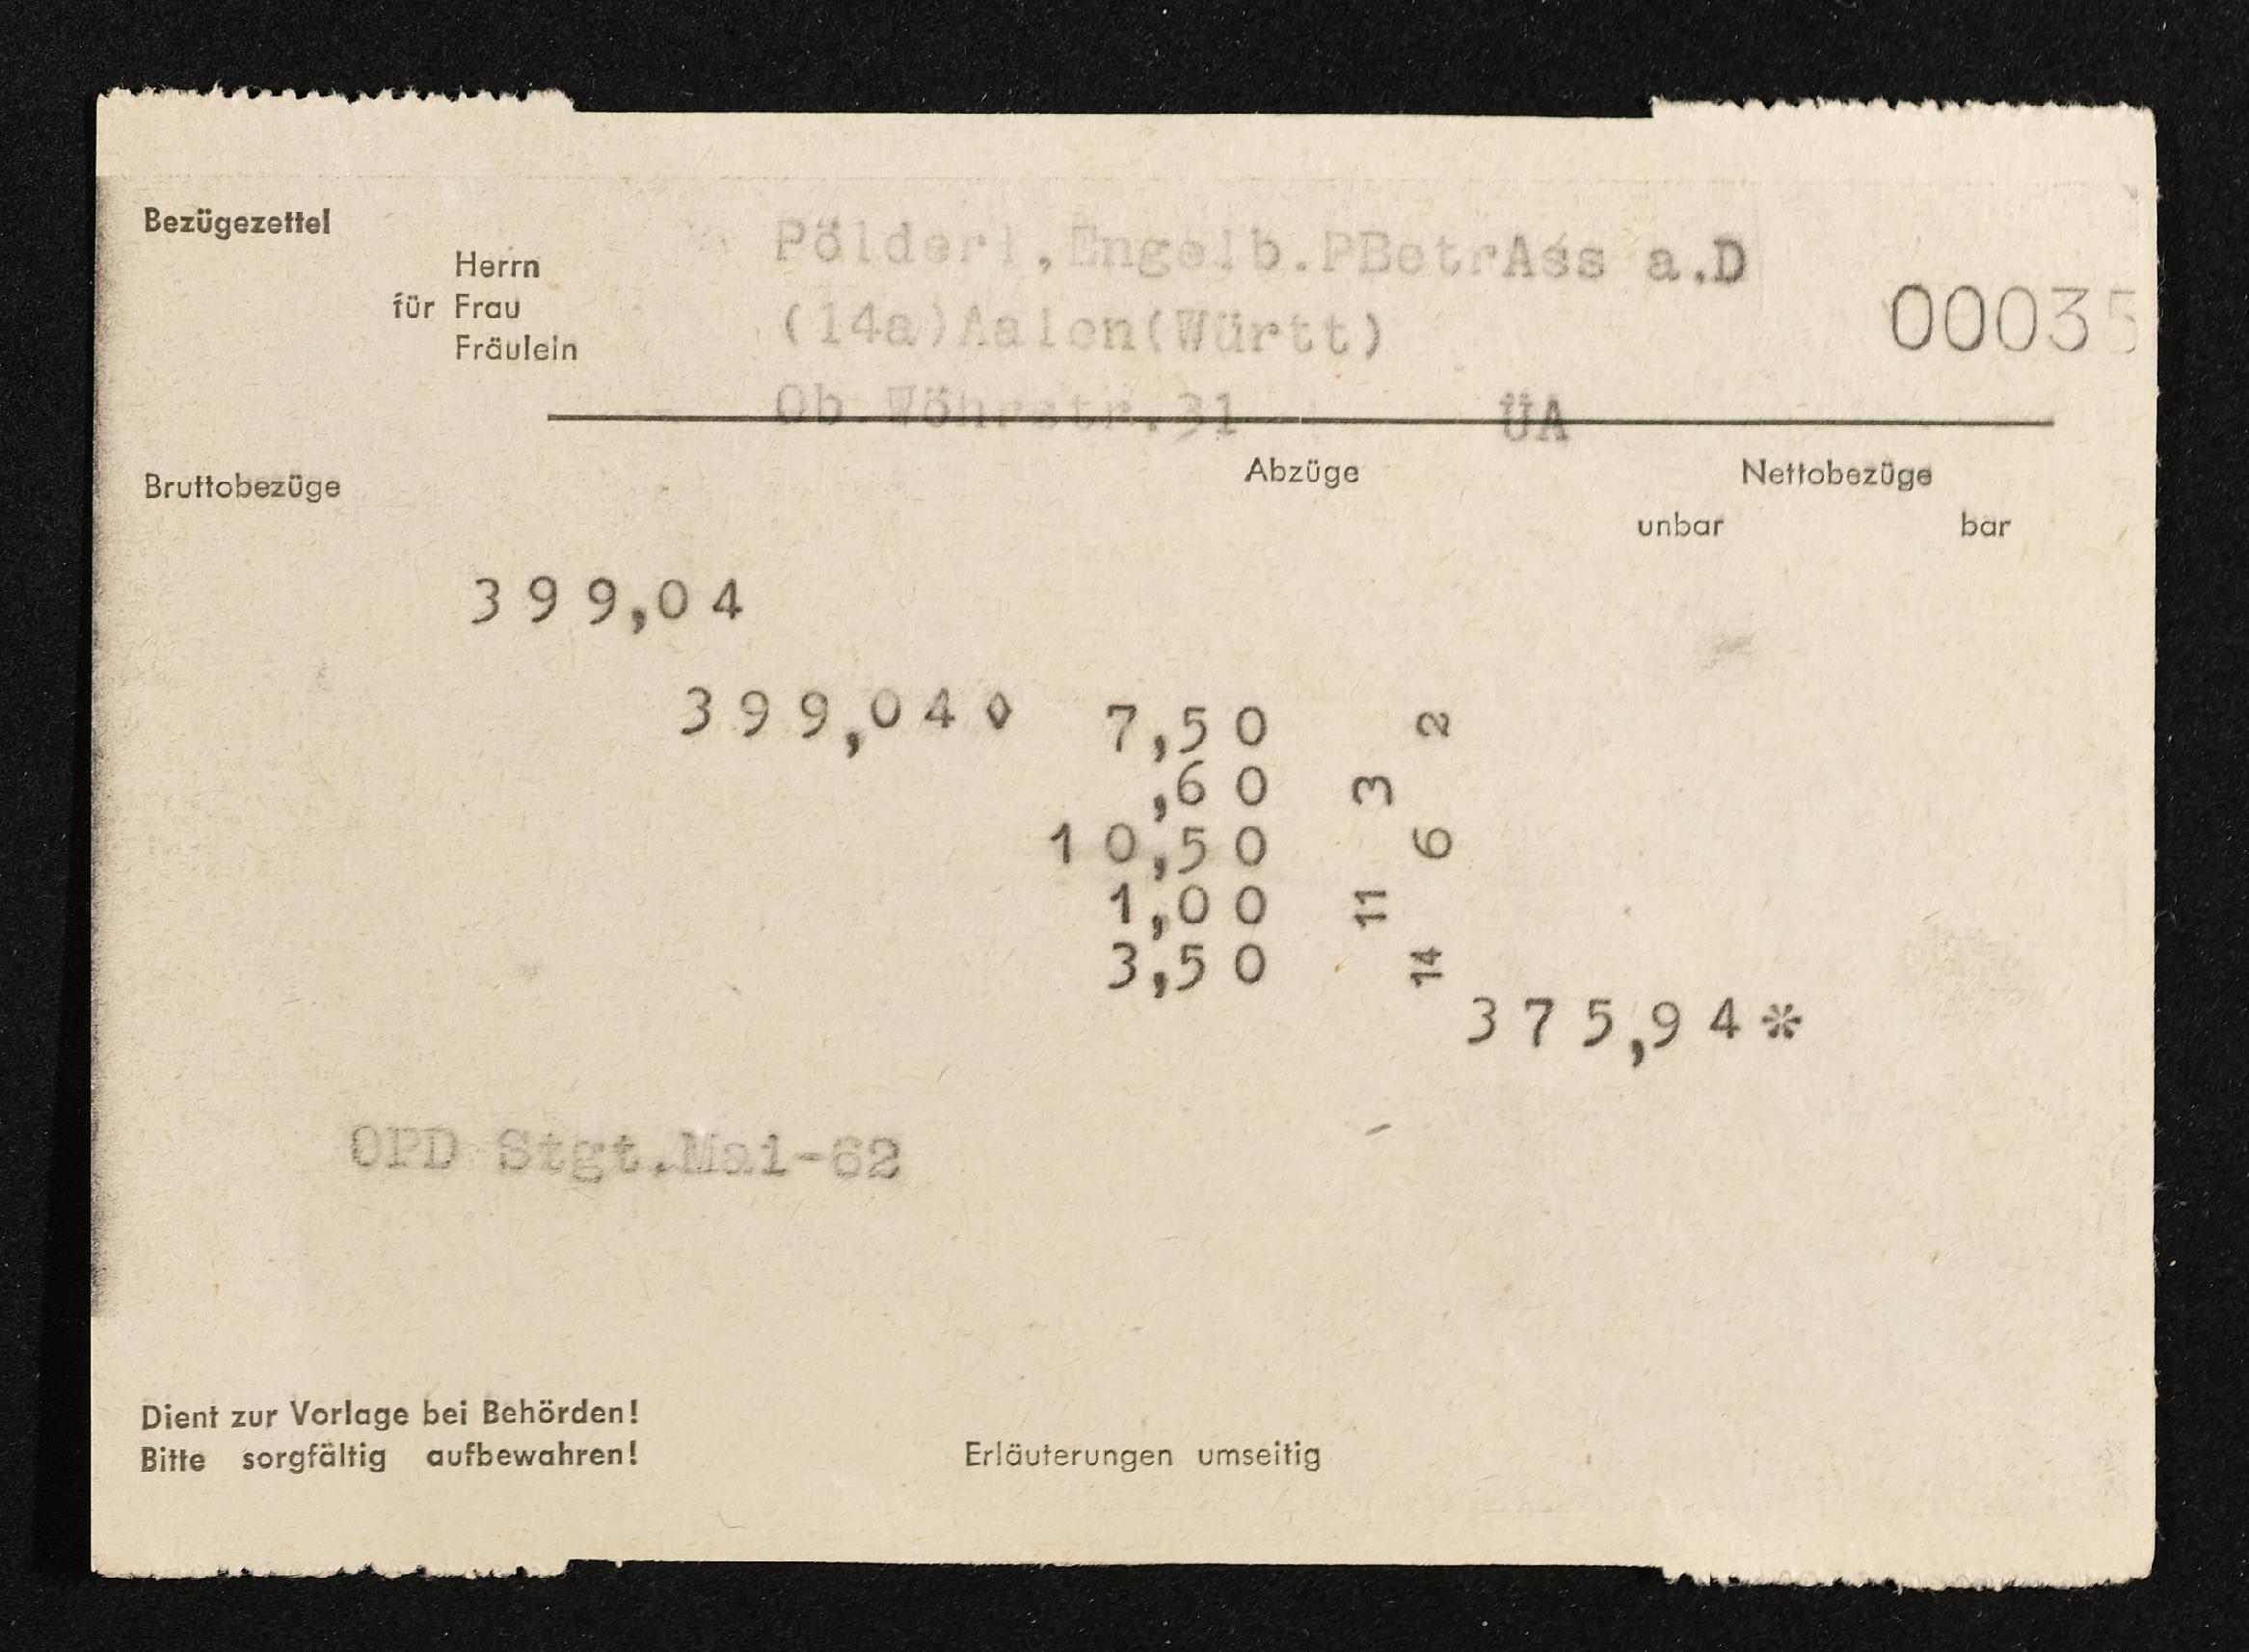 Bezügezettel
Pölderl,Engelb.PBetrAss a.D
Herrn
für Frau
(14a)Aalen(Württ)
00035
Fräulein
Ob Wöhrstr.31 ÜA
Bruttobezüge Abzüge Nettobezüge
unbar bar
399,04
399,04◊ 7,50 2
,60 3
10,50 6
1,00 11
3,50 14
375,94*
OPD Stgt.Mai-62
Dient zur Vorlage bei Behörden!
Bitte sorgfältig aufbewahren! Erläuterungen umseitig